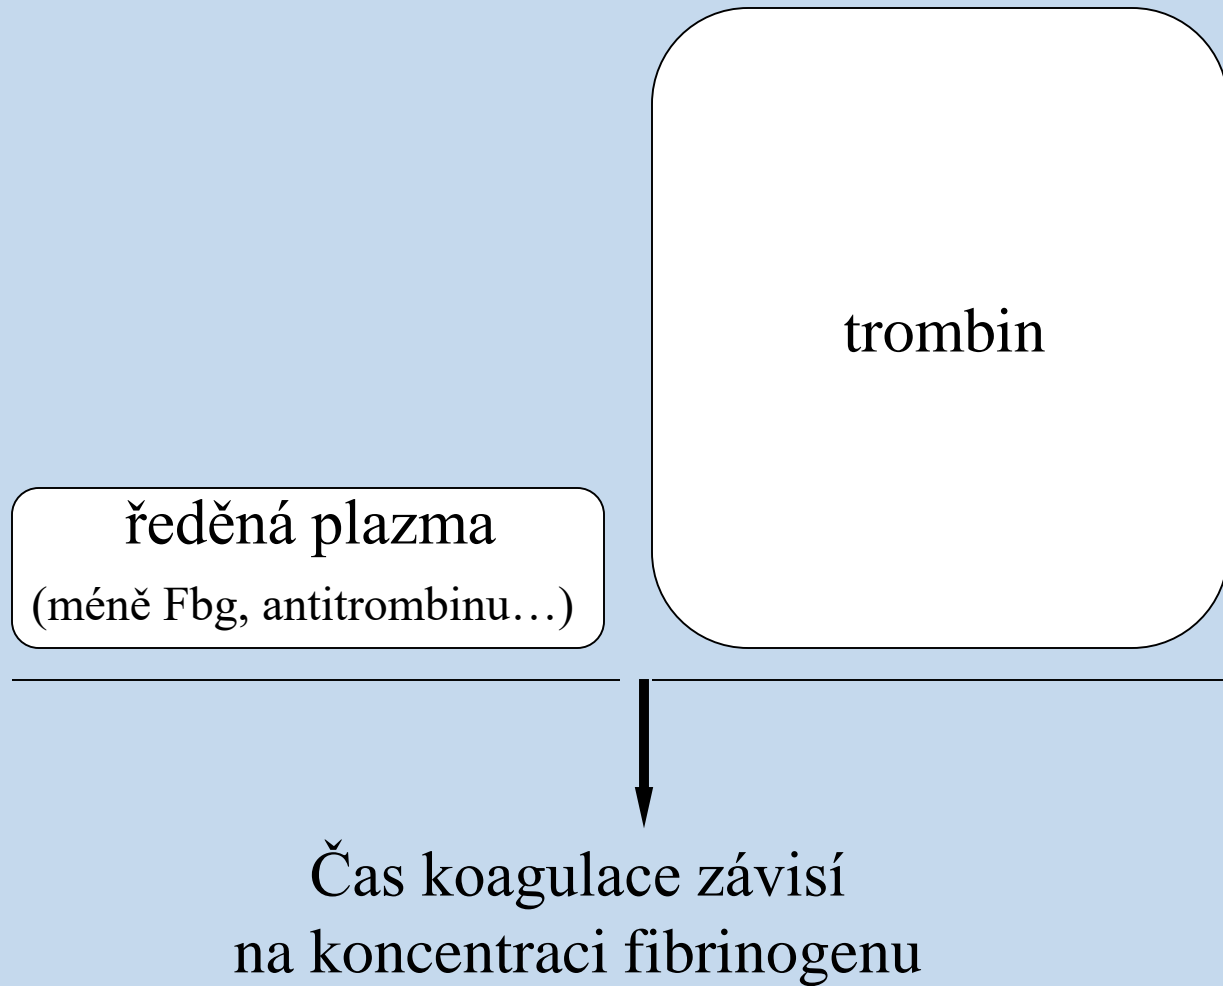 trombin
ředěná plazma
(méně Fbg, antitrombinu…)
Čas koagulace závisí
na koncentraci fibrinogenu